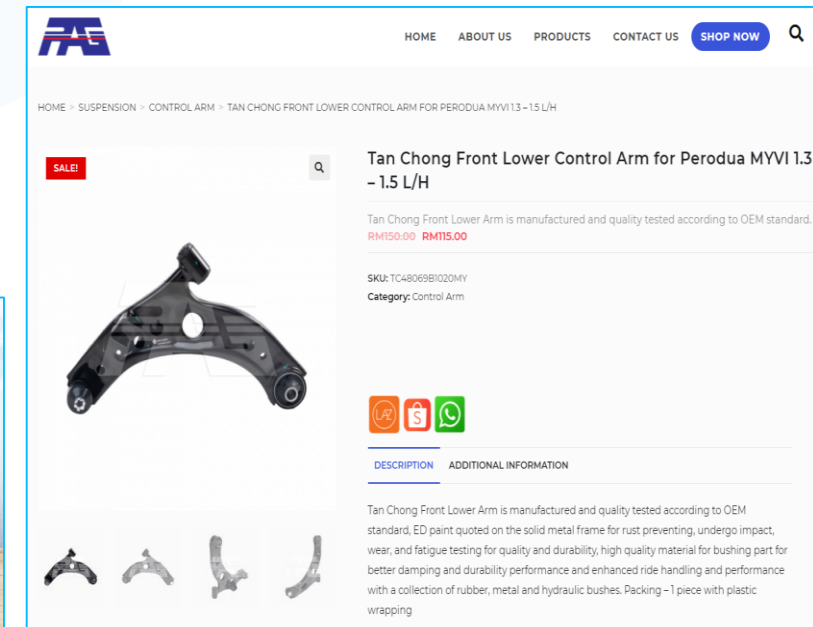 PAG
HOME ABOUT US PRODUCTS CONTACT US SHOP NOW
HOME > SUSPENSION > CONTROL ARM > TAN CHONG FRONT LOWER CONTROL ARM FOR PERODUA MYVI 1.3 – 1.5 L/H
SALE!
Tan Chong Front Lower Control Arm for Perodua MYVI 1.3
– 1.5 L/H
Tan Chong Front Lower Arm is manufactured and quality tested according to OEM standard.
RM150.00 RM115.00
SKU: TC48069B1020MY
Category: Control Arm
LAZ S
DESCRIPTION ADDITIONAL INFORMATION
Tan Chong Front Lower Arm is manufactured and quality tested according to OEM
standard, ED paint quoted on the solid metal frame for rust preventing, undergo impact,
wear, and fatigue testing for quality and durability, high quality material for bushing part for
better damping and durability performance and enhanced ride handling and performance
with a collection of rubber, metal and hydraulic bushes. Packing – 1 piece with plastic
wrapping